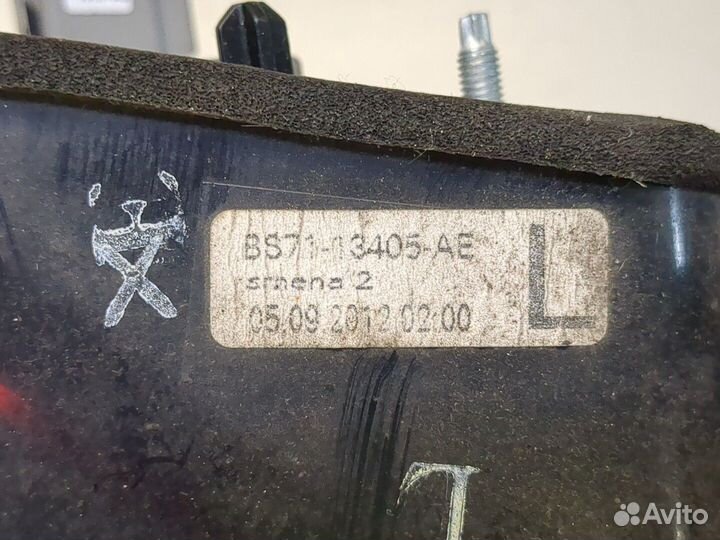 BS71-13405-AE
smena 2
05.09.2012 02:00
L
L
Avito